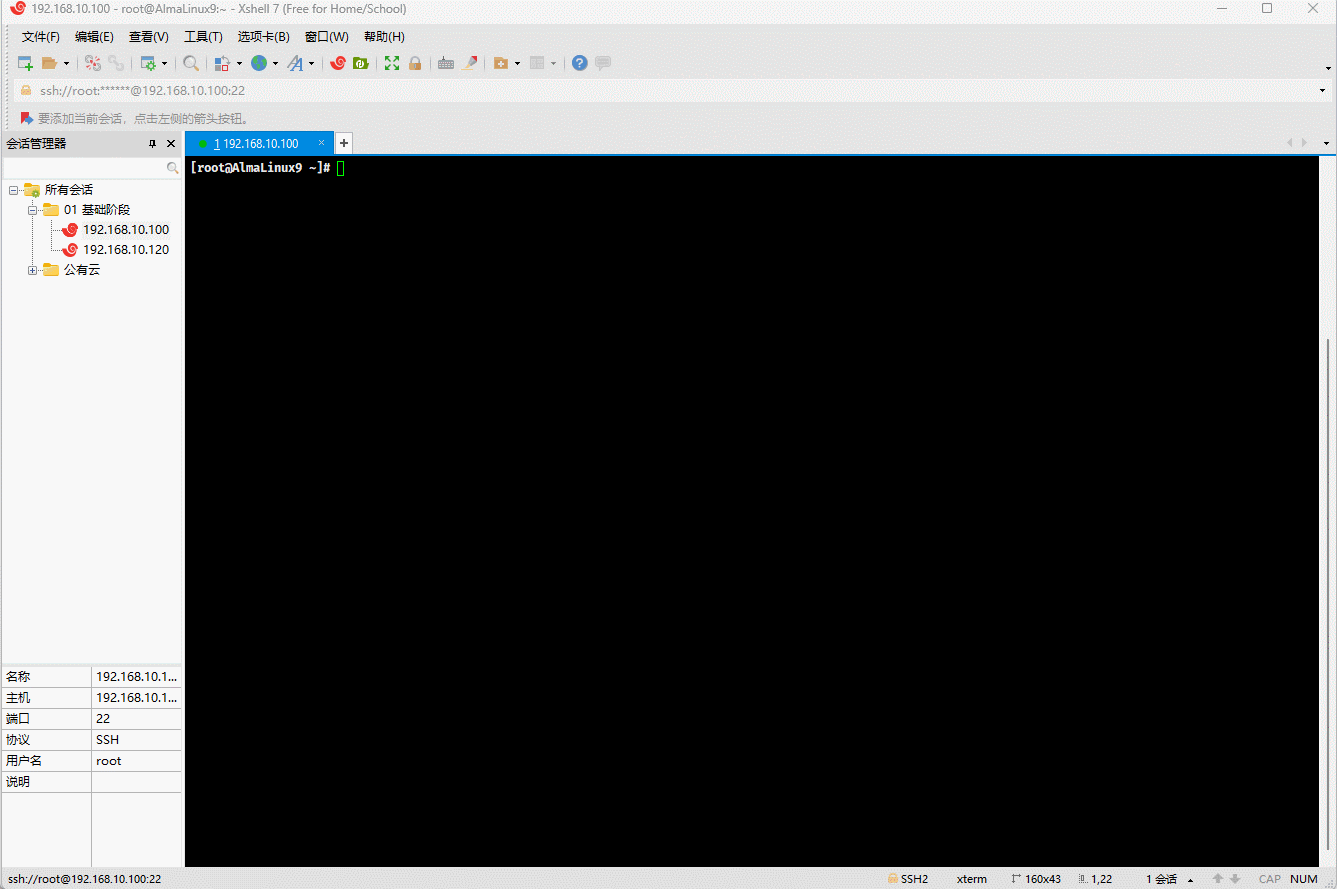 192.168.10.100 - root@AlmaLinux9:~ - Xshell 7 (Free for Home/School)
文件(F) 编辑(E) 查看(V) 工具(T) 选项卡(B) 窗口(W) 帮助(H)
ssh://root:******@192.168.10.100:22
要添加当前会话，点击左侧的箭头按钮。
会话管理器
1 192.168.10.100
[root@AlmaLinux9 ~]#
所有会话
01 基础阶段
192.168.10.100
192.168.10.120
公有云
名称 192.168.10.1...
主机 192.168.10.1...
端口 22
协议 SSH
用户名 root
说明
ssh://root@192.168.10.100:22 SSH2 xterm 160x43 1,22 1 会话 CAP NUM